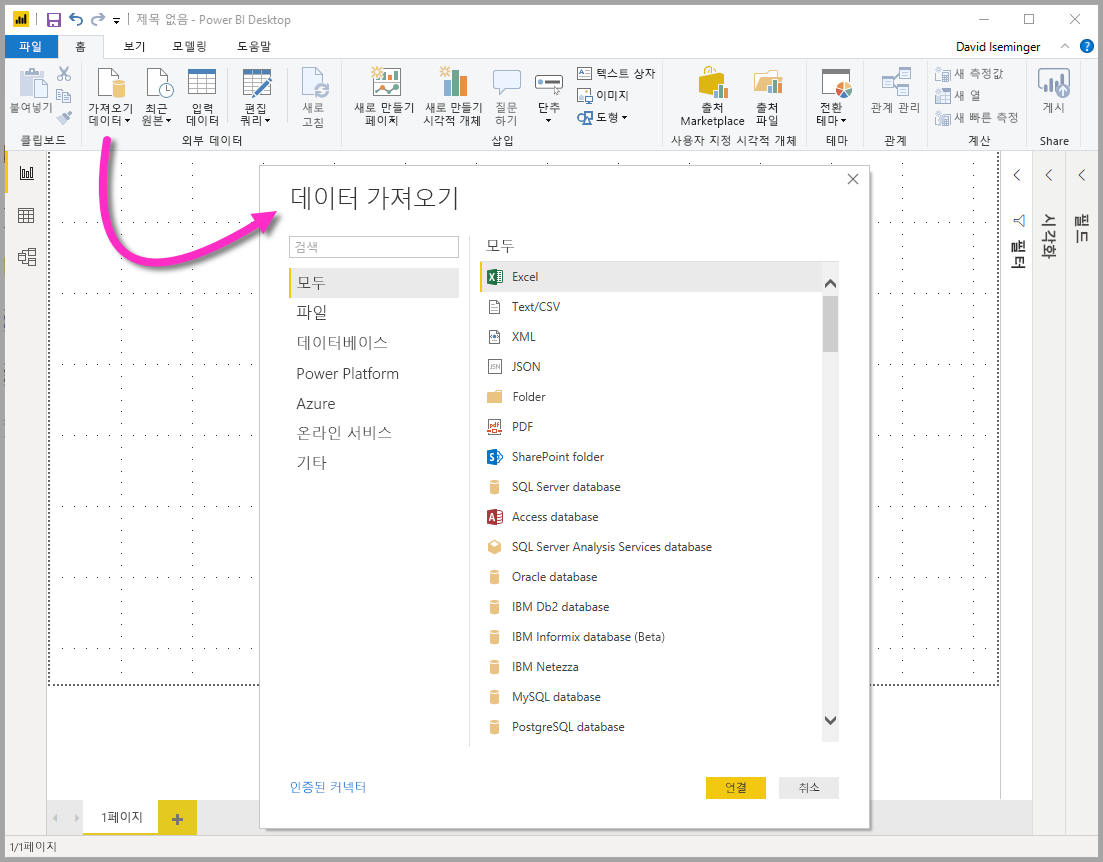 제목 없음 - Power BI Desktop
파일
홈
보기
모델링
도움말
David Iseminger
?
붙여넣기
클립보드
가져오기
데이터
최근
원본
입력
데이터
편집
쿼리
새로
고침
외부 데이터
새로 만들기
페이지
새로 만들기
시각적 개체
질문
하기
단추
텍스트 상자
이미지
도형
삽입
출처
Marketplace
출처
파일
사용자 지정 시각적 개체
전환
테마
테마
관계 관리
관계
새 측정값
새 열
새 빠른 측정
계산
게시
Share
데이터 가져오기
검색
모두
파일
데이터베이스
Power Platform
Azure
온라인 서비스
기타
모두
Excel
Text/CSV
XML
JSON
Folder
PDF
SharePoint folder
SQL Server database
Access database
SQL Server Analysis Services database
Oracle database
IBM Db2 database
IBM Informix database (Beta)
IBM Netezza
MySQL database
PostgreSQL database
인증된 커넥터
연결
취소
필터
시각화
필드
1페이지
1/1페이지